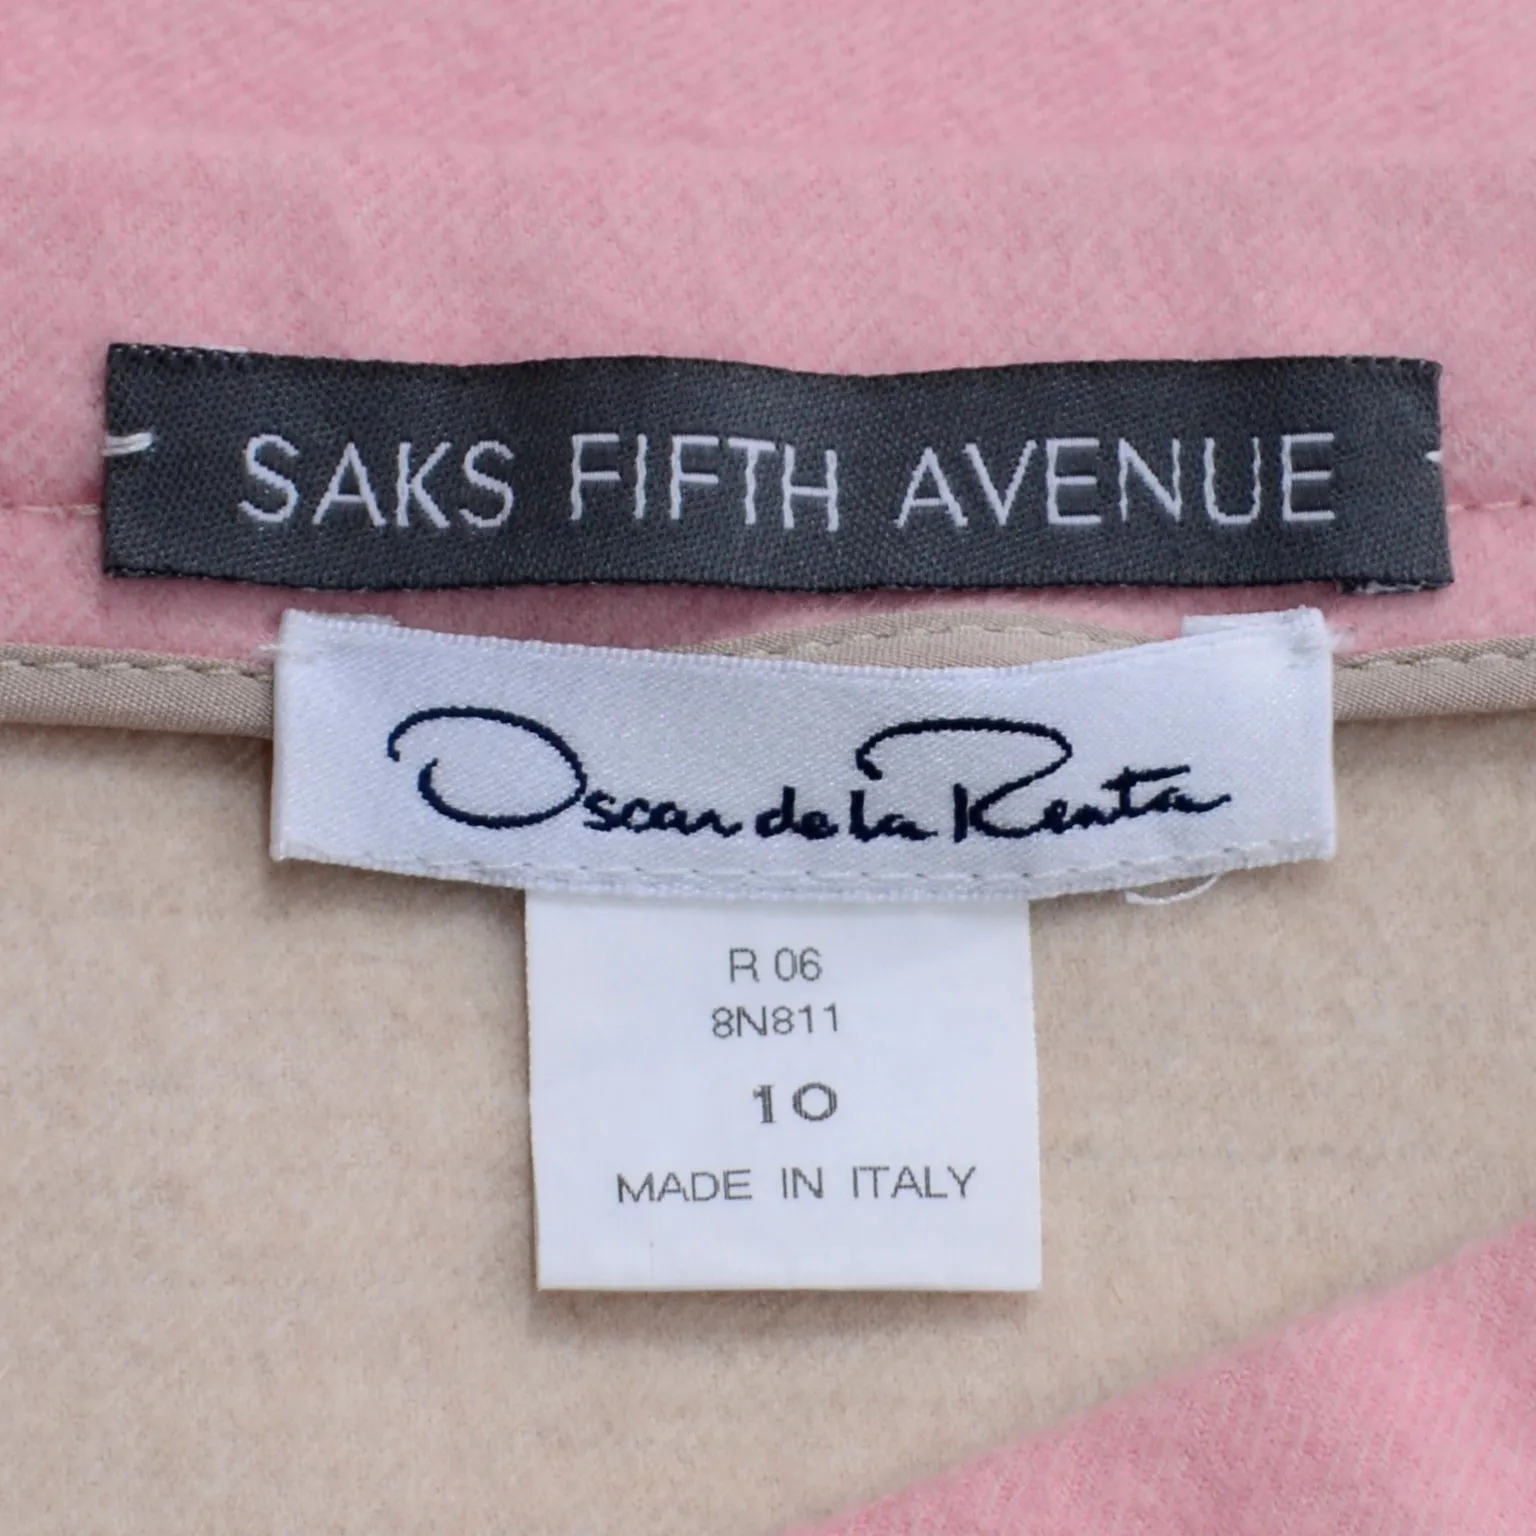 SAKS FIFTH AVENUE
Oscar de la Renta
R 06
8N811
10
MADE IN ITALY